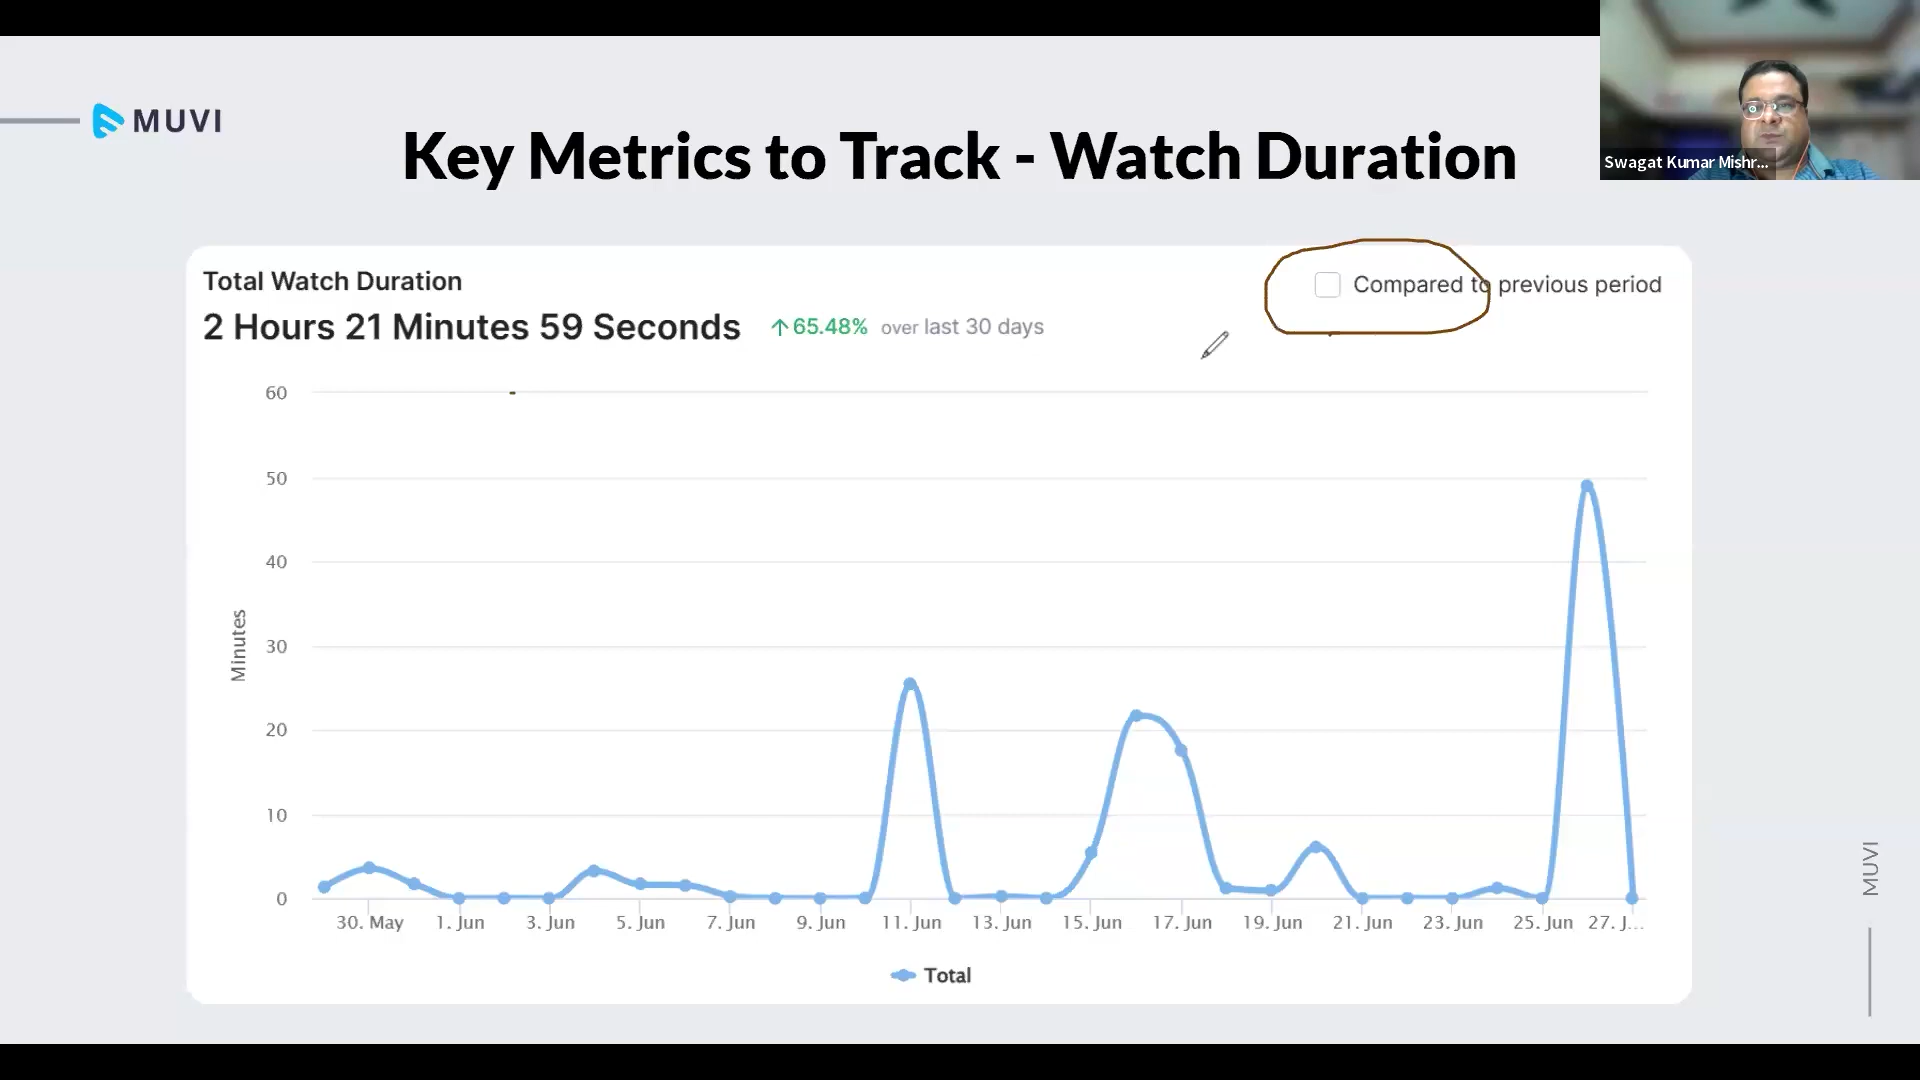 MUVI
Key Metrics to Track - Watch Duration
Swagat Kumar Mishr...
Total Watch Duration
Compared to previous period
2 Hours 21 Minutes 59 Seconds ↑65.48% over last 30 days
60
50
40
30
20
10
0
Minutes
30. May 1. Jun 3. Jun 5. Jun 7. Jun 9. Jun 11. Jun 13. Jun 15. Jun 17. Jun 19. Jun 21. Jun 23. Jun 25. Jun 27. J...
Total
MUVI